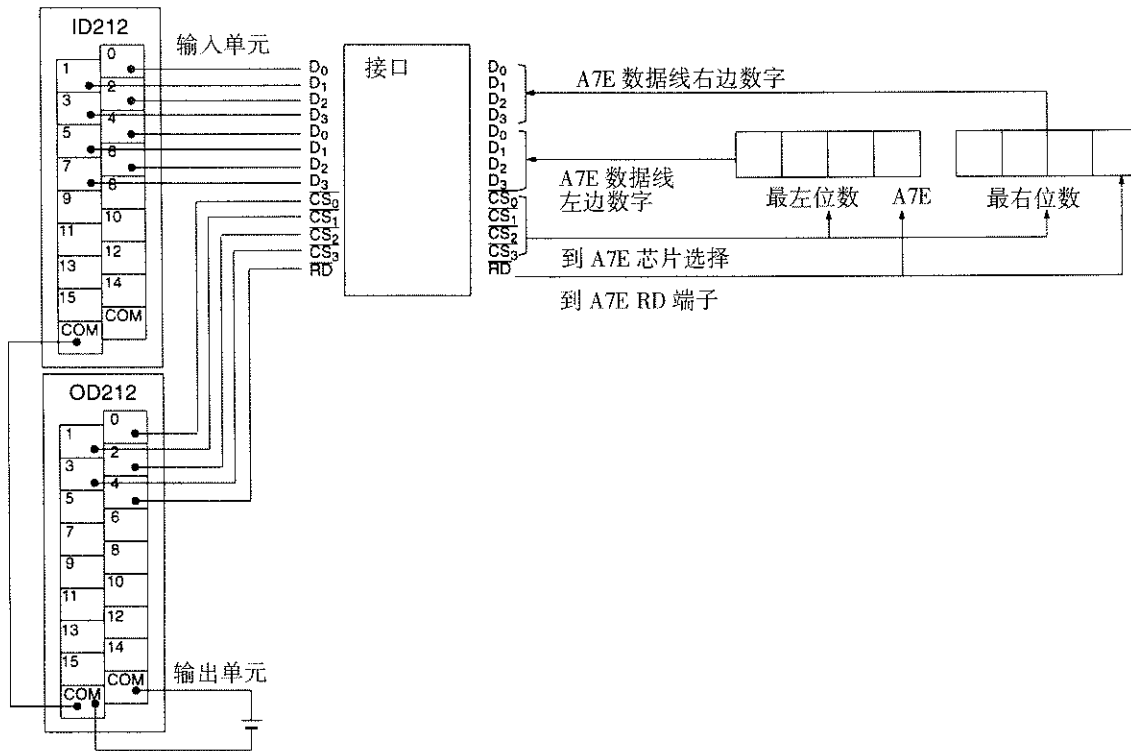 ID212
输入单元
0
1
2
3
4
5
6
7
8
9
10
11
12
13
14
15
COM
COM
D0
D1
D2
D3
D0
D1
D2
D3
CS0
CS1
CS2
CS3
RD
接口
D0
D1
D2
D3
D0
D1
D2
D3
CS0
CS1
CS2
CS3
RD
A7E 数据线右边数字
A7E 数据线
左边数字
最左位数
A7E
最右位数
到 A7E 芯片选择
到 A7E RD 端子
OD212
0
1
2
3
4
5
6
7
8
9
10
11
12
13
14
15
COM
COM
输出单元